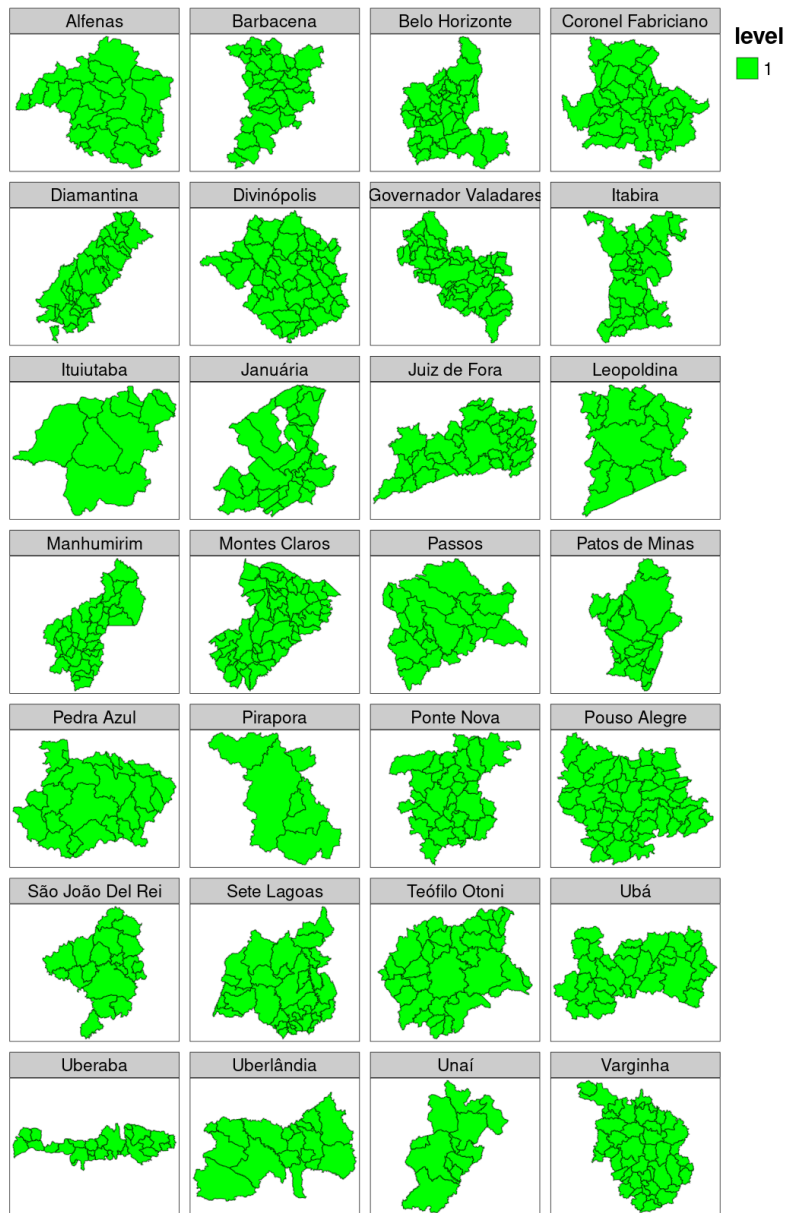 Alfenas
Barbacena
Belo Horizonte
Coronel Fabriciano
level
1
Diamantina
Divinópolis
Governador Valadares
Itabira
Ituiutaba
Januária
Juiz de Fora
Leopoldina
Manhumirim
Montes Claros
Passos
Patos de Minas
Pedra Azul
Pirapora
Ponte Nova
Pouso Alegre
São João Del Rei
Sete Lagoas
Teófilo Otoni
Ubá
Uberaba
Uberlândia
Unaí
Varginha